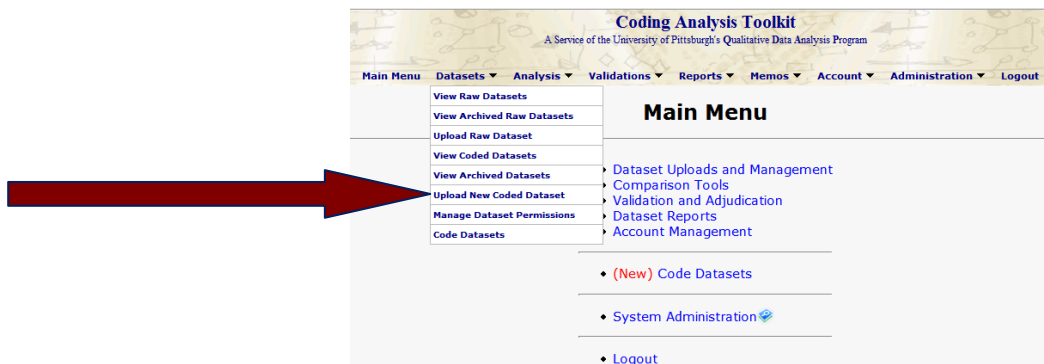 Coding Analysis Toolkit
A Service of the University of Pittsburgh's Qualitative Data Analysis Program
Main Menu Datasets ▼ Analysis ▼ Validations ▼ Reports ▼ Memos ▼ Account ▼ Administration ▼ Logout
View Raw Datasets
View Archived Raw Datasets
Upload Raw Dataset
View Coded Datasets
View Archived Datasets
Upload New Coded Dataset
Manage Dataset Permissions
Code Datasets
Main Menu
Dataset Uploads and Management
Comparison Tools
Validation and Adjudication
Dataset Reports
Account Management
(New) Code Datasets
System Administration
Logout